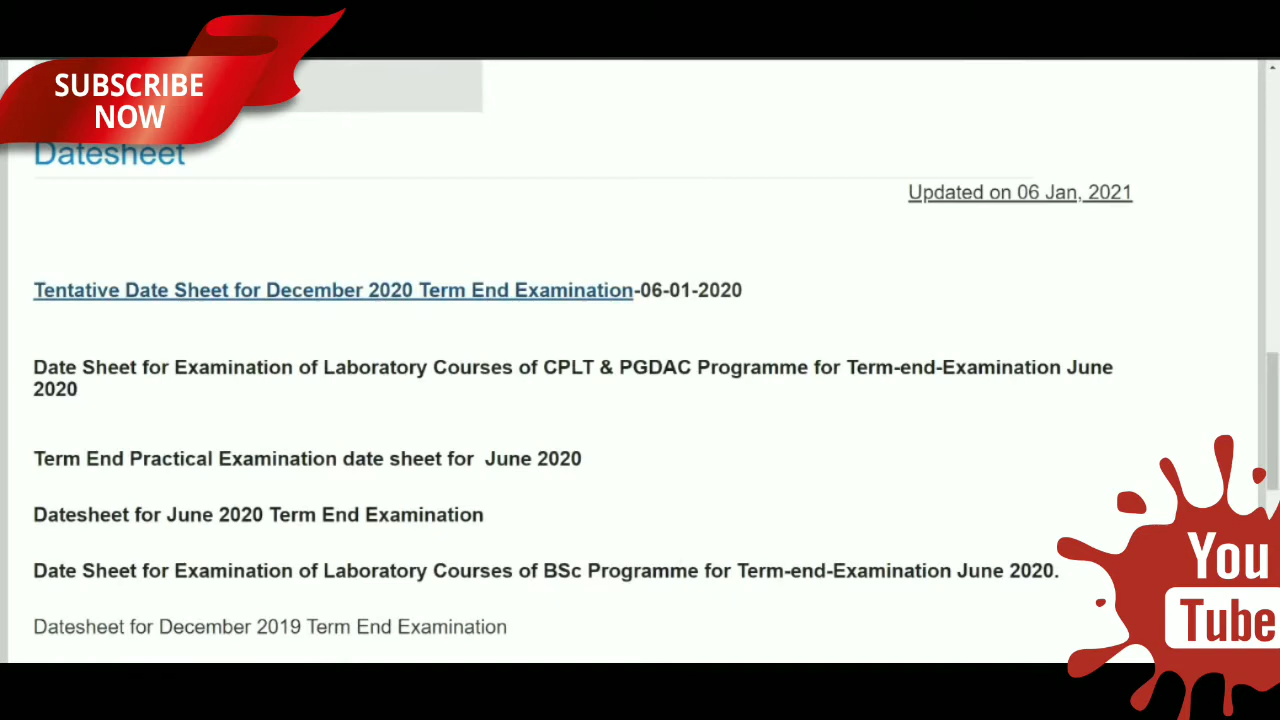 SUBSCRIBE
NOW
Datesheet
Updated on 06 Jan, 2021
Tentative Date Sheet for December 2020 Term End Examination-06-01-2020
Date Sheet for Examination of Laboratory Courses of CPLT & PGDAC Programme for Term-end-Examination June
2020
Term End Practical Examination date sheet for  June 2020
Datesheet for June 2020 Term End Examination
Date Sheet for Examination of Laboratory Courses of BSc Programme for Term-end-Examination June 2020.
Datesheet for December 2019 Term End Examination
You
Tube